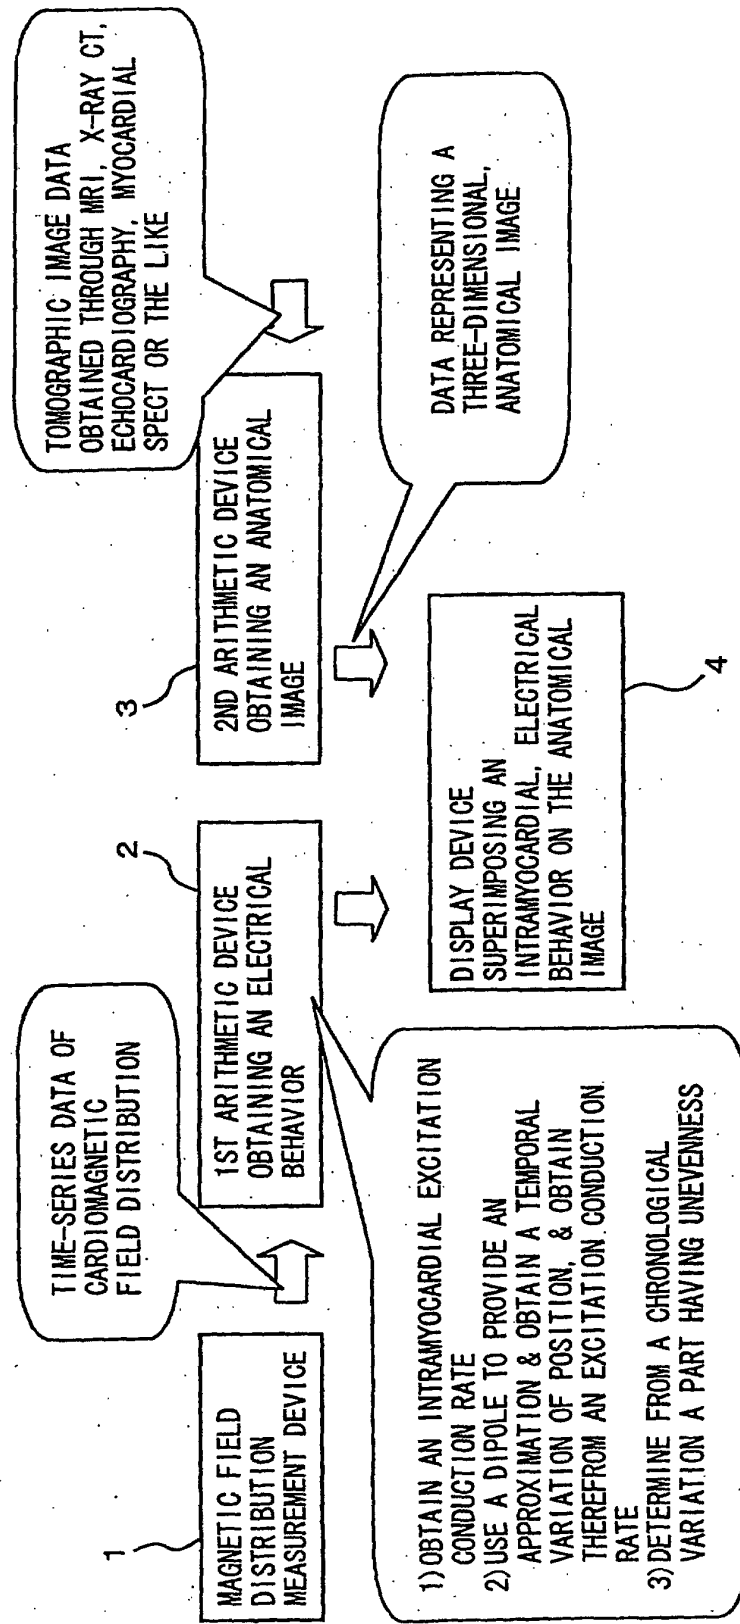 1
MAGNETIC FIELD
DISTRIBUTION
MEASUREMENT DEVICE
TIME-SERIES DATA OF
CARDIOMAGNETIC
FIELD DISTRIBUTION
2
1ST ARITHMETIC DEVICE
OBTAINING AN ELECTRICAL
BEHAVIOR
3
2ND ARITHMETIC DEVICE
OBTAINING AN ANATOMICAL
IMAGE
TOMOGRAPHIC IMAGE DATA
OBTAINED THROUGH MRI, X-RAY CT,
ECHOCARDIOGRAPHY, MYOCARDIAL
SPECT OR THE LIKE
1) OBTAIN AN INTRAMYOCARDIAL EXCITATION
CONDUCTION RATE
2) USE A DIPOLE TO PROVIDE AN
APPROXIMATION & OBTAIN A TEMPORAL
VARIATION OF POSITION, & OBTAIN
THEREFROM AN EXCITATION CONDUCTION
RATE
3) DETERMINE FROM A CHRONOLOGICAL
VARIATION A PART HAVING UNEVENNESS
DISPLAY DEVICE
SUPERIMPOSING AN
INTRAMYOCARDIAL, ELECTRICAL
BEHAVIOR ON THE ANATOMICAL
IMAGE
4
DATA REPRESENTING A
THREE-DIMENSIONAL,
ANATOMICAL IMAGE